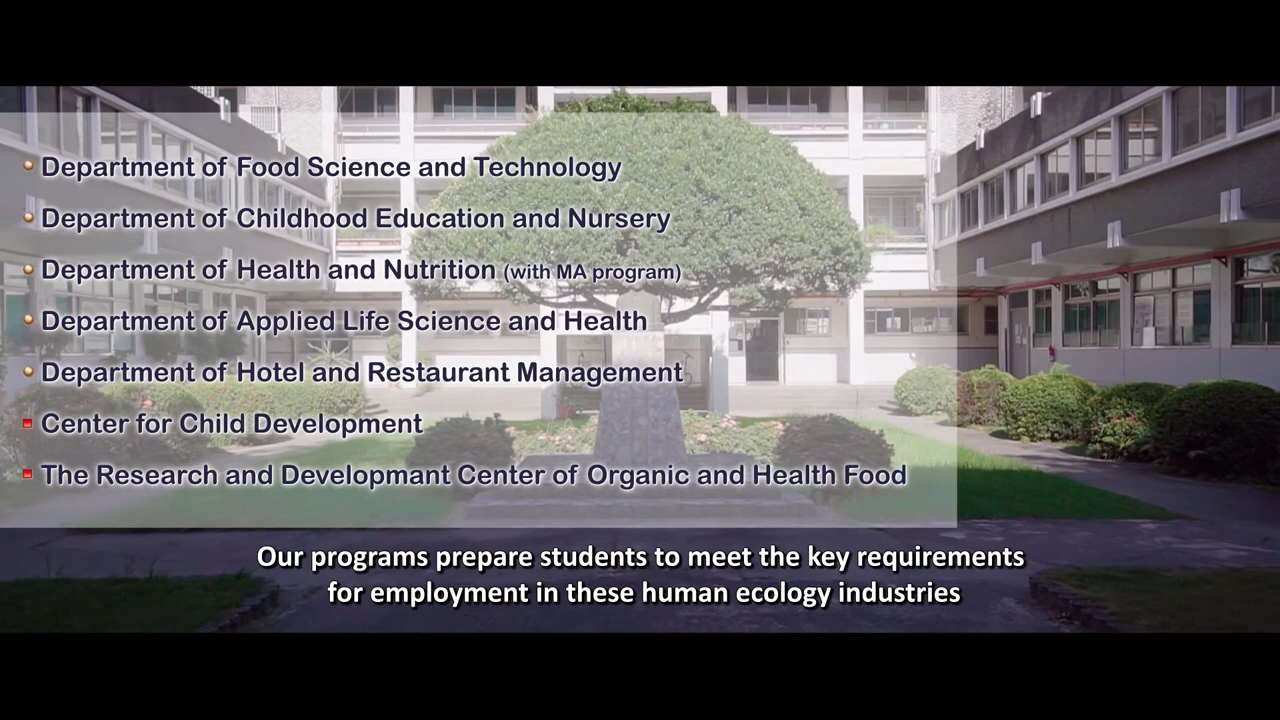 Department of Food Science and Technology
Department of Childhood Education and Nursery
Department of Health and Nutrition (with MA program)
Department of Applied Life Science and Health
Department of Hotel and Restaurant Management
Center for Child Development
The Research and Developmant Center of Organic and Health Food
Our programs prepare students to meet the key requirements
for employment in these human ecology industries